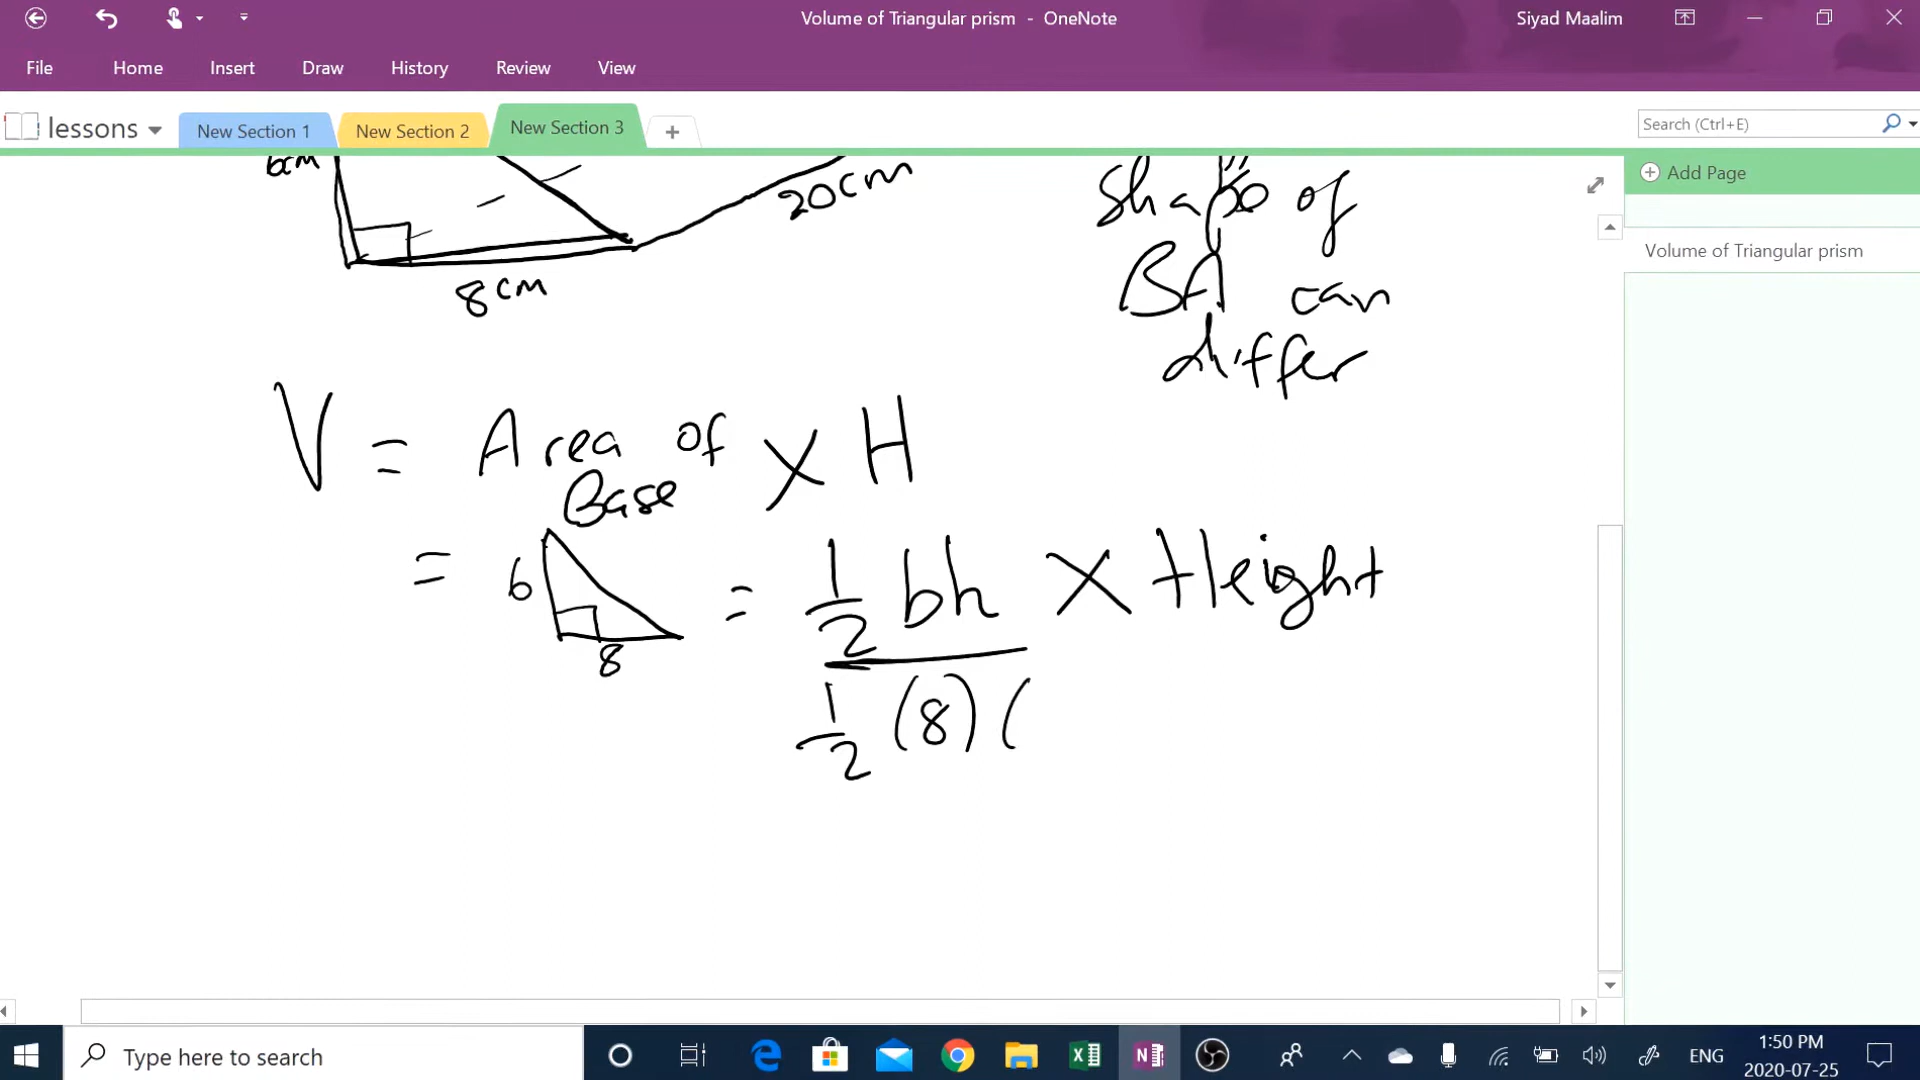 Volume of Triangular prism - OneNote
Siyad Maalim
File Home Insert Draw History Review View
lessons
New Section 1
New Section 2
New Section 3
Search (Ctrl+E)
Add Page
Volume of Triangular prism
6cm
20cm
8cm
shape of
BA can
differ
V = Area of Base X H
= 6 8 = 1/2 bh X Height
1/2 (8) (
Type here to search
ENG
1:50 PM
2020-07-25